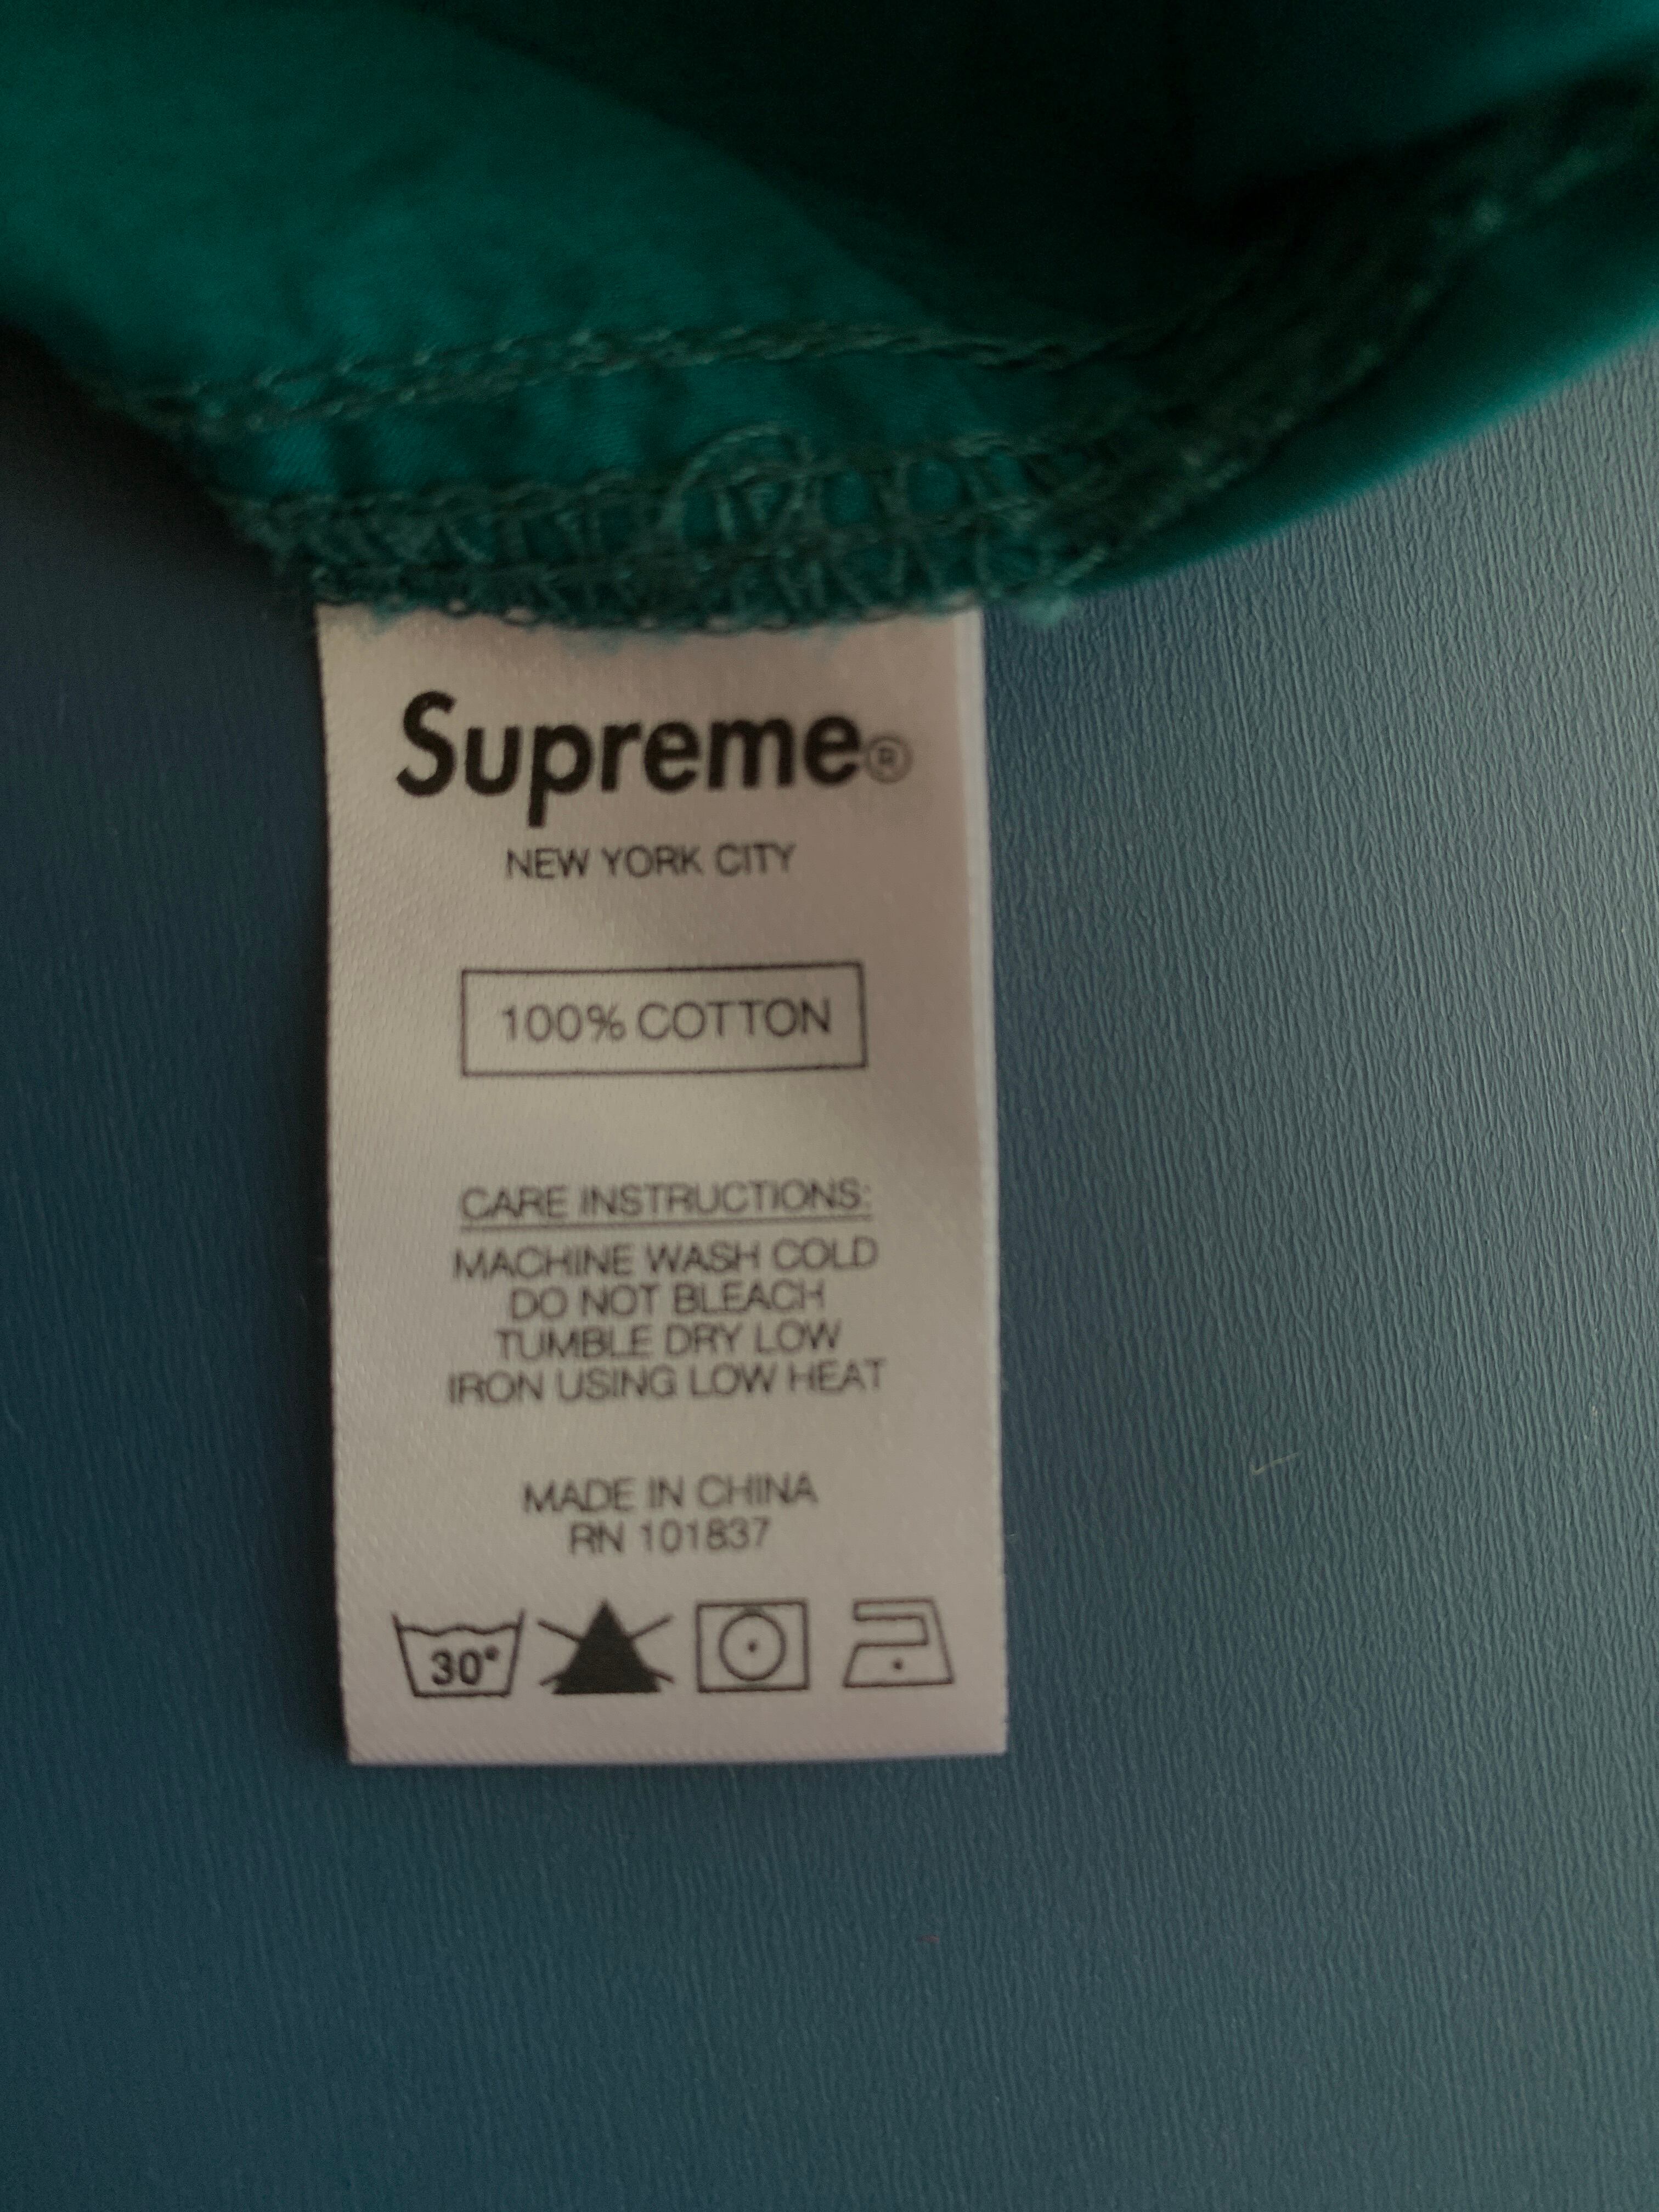 Supreme®
NEW YORK CITY
100% COTTON
CARE INSTRUCTIONS:
MACHINE WASH COLD
DO NOT BLEACH
TUMBLE DRY LOW
IRON USING LOW HEAT
MADE IN CHINA
RN 101837
30°